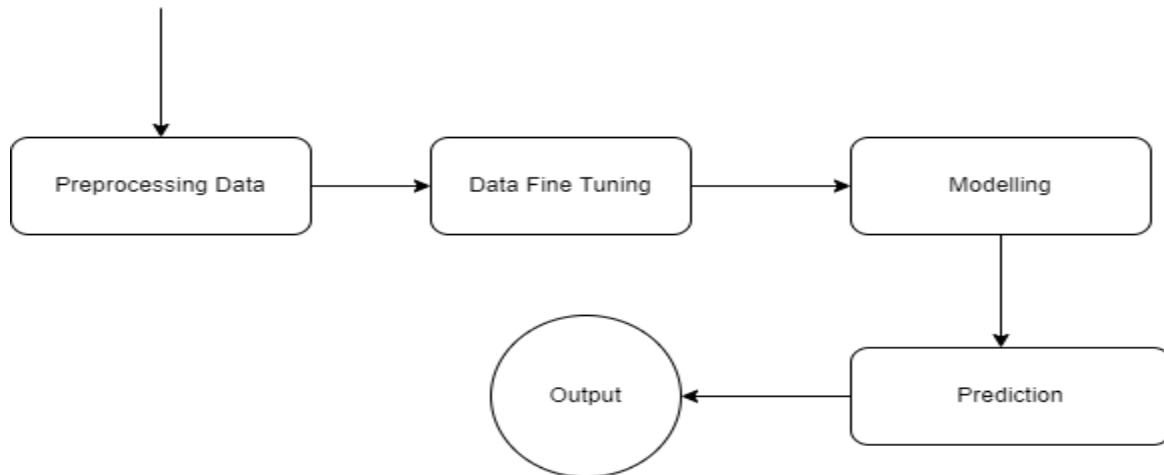 Preprocessing Data
Data Fine Tuning
Modelling
Output
Prediction